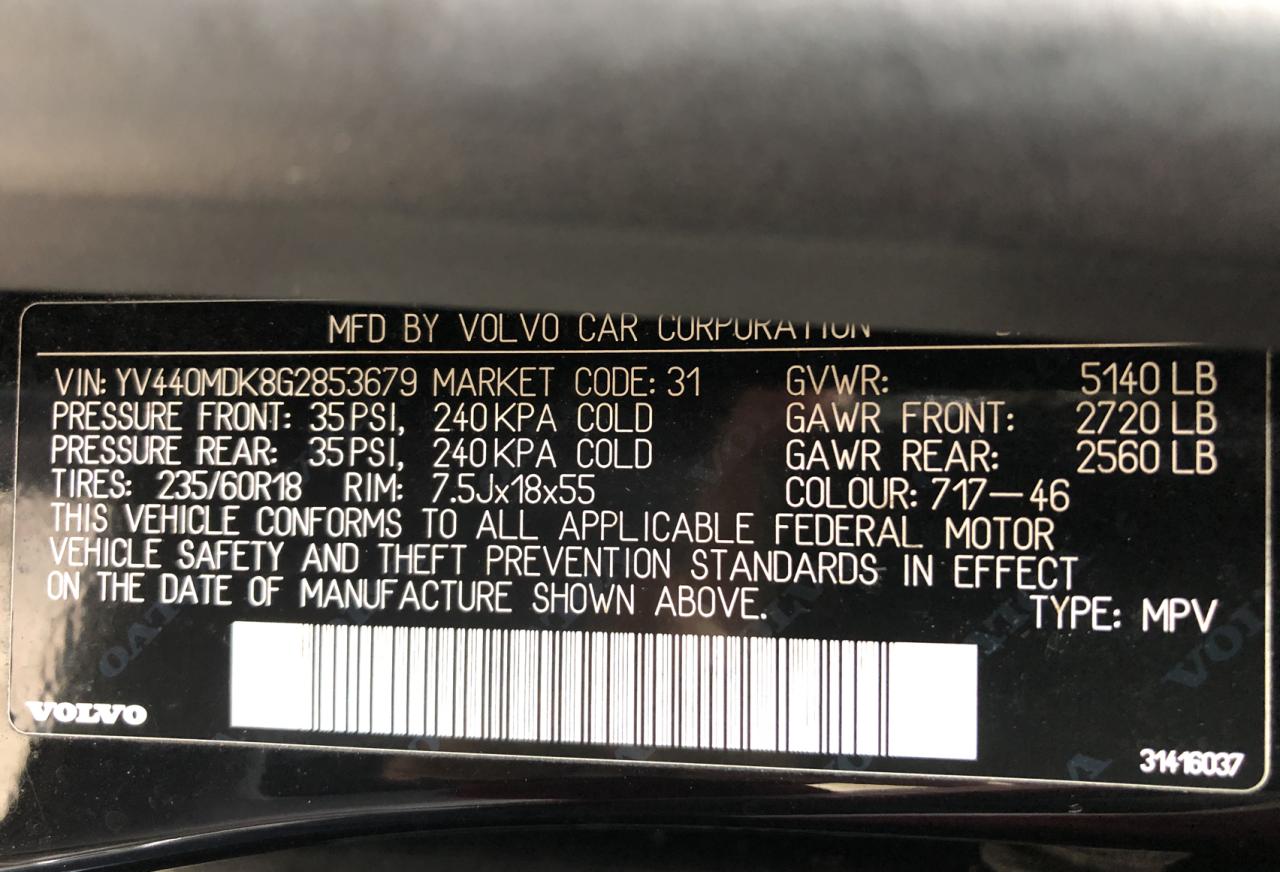 MFD BY VOLVO CAR CORPORATION
VIN: YV440MDK8G2853679 MARKET CODE: 31 GVWR: 5140 LB
PRESSURE FRONT: 35 PSI, 240 KPA COLD GAWR FRONT: 2720 LB
PRESSURE REAR: 35 PSI, 240 KPA COLD GAWR REAR: 2560 LB
TIRES: 235/60R18 RIM: 7.5Jx18x55 COLOUR: 717-46
THIS VEHICLE CONFORMS TO ALL APPLICABLE FEDERAL MOTOR
VEHICLE SAFETY AND THEFT PREVENTION STANDARDS IN EFFECT
ON THE DATE OF MANUFACTURE SHOWN ABOVE.
TYPE: MPV
VOLVO
31416037